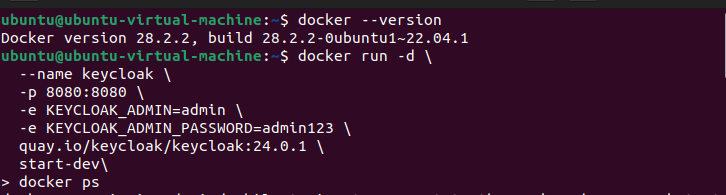 ubuntu@ubuntu-virtual-machine:~$ docker --version
Docker version 28.2.2, build 28.2.2-0ubuntu1~22.04.1
ubuntu@ubuntu-virtual-machine:~$ docker run -d \
  --name keycloak \
  -p 8080:8080 \
  -e KEYCLOAK_ADMIN=admin \
  -e KEYCLOAK_ADMIN_PASSWORD=admin123 \
  quay.io/keycloak/keycloak:24.0.1 \
  start-dev\
> docker ps